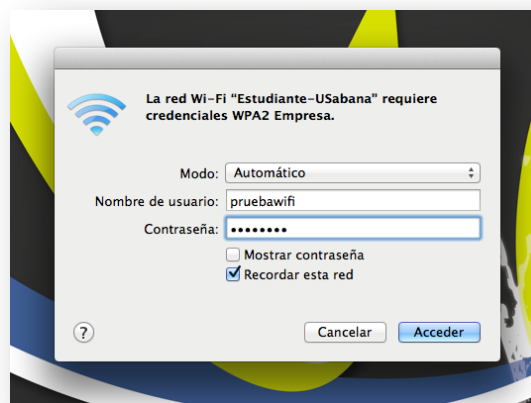 La red Wi-Fi “Estudiante-USabana” requiere
credenciales WPA2 Empresa.
Modo: Automático
Nombre de usuario: pruebawifi
Contraseña: ••••••••
Mostrar contraseña
Recordar esta red
? Cancelar Acceder